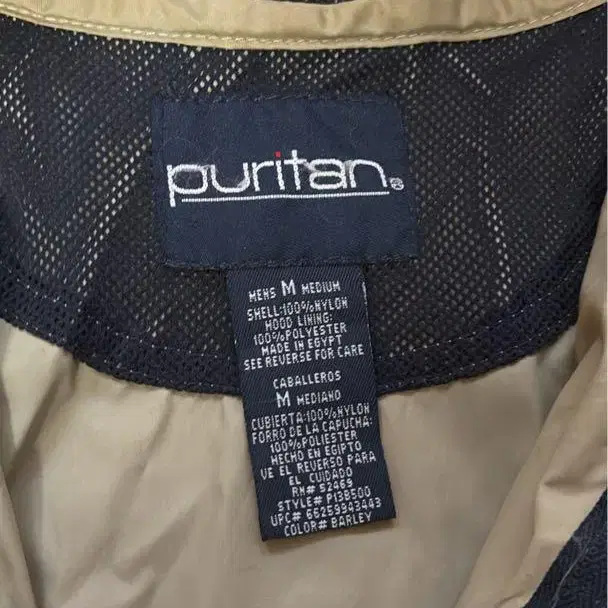 puritan®
MENS M MEDIUM
SHELL:100%NYLON
HOOD LINING:
100%POLYESTER
MADE IN EGYPT
SEE REVERSE FOR CARE
CABALLEROS
M MEDIANO
CUBIERTA:100%NYLON
FORRO DE LA CAPUCHA:
100%POLIESTER
HECHO EN EGIPTO
VE EL REVERSO PARA
EL CUIDADO
RN# 52469
STYLE# P138500
UPC# 66259943443
COLOR# BARLEY